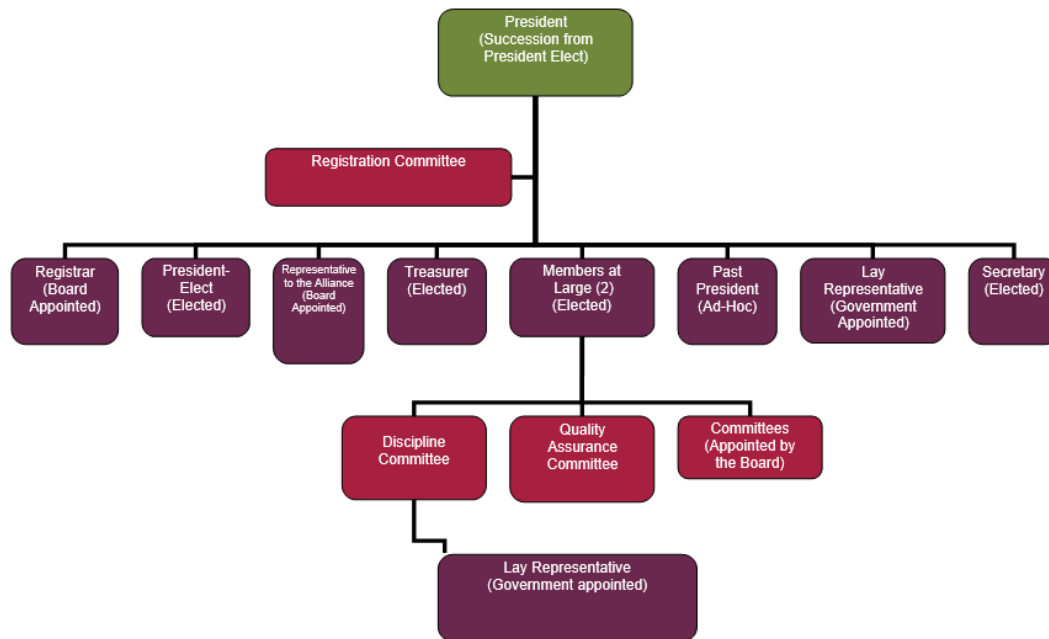 President
(Succession from
President Elect)
Registration Committee
Registrar
(Board
Appointed)
President-
Elect
(Elected)
Representative
to the Alliance
(Board
Appointed)
Treasurer
(Elected)
Members at
Large (2)
(Elected)
Past
President
(Ad-Hoc)
Lay
Representative
(Government
Appointed)
Secretary
(Elected)
Discipline
Committee
Quality
Assurance
Committee
Committees
(Appointed by
the Board)
Lay Representative
(Government appointed)